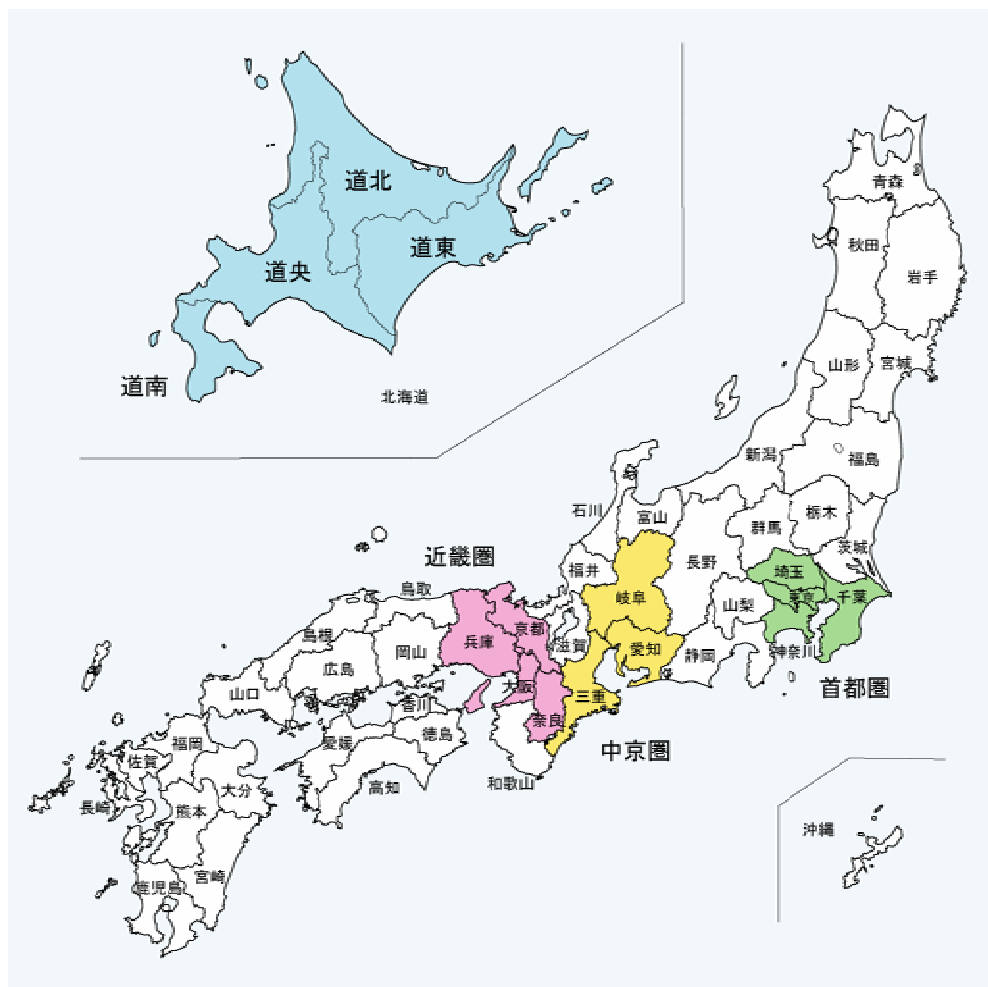 道北
道東
道央
道南
北海道
青森
秋田
岩手
山形
宮城
新潟
福島
石川
富山
群馬
栃木
茨城
近畿圏
福井
長野
埼玉
鳥取
岐阜
山梨
東京
千葉
島根
兵庫
京都
滋賀
愛知
静岡
神奈川
岡山
広島
山口
大阪
首都圏
香川
三重
奈良
徳島
愛媛
福岡
中京圏
佐賀
高知
和歌山
大分
長崎
熊本
沖縄
宮崎
鹿児島